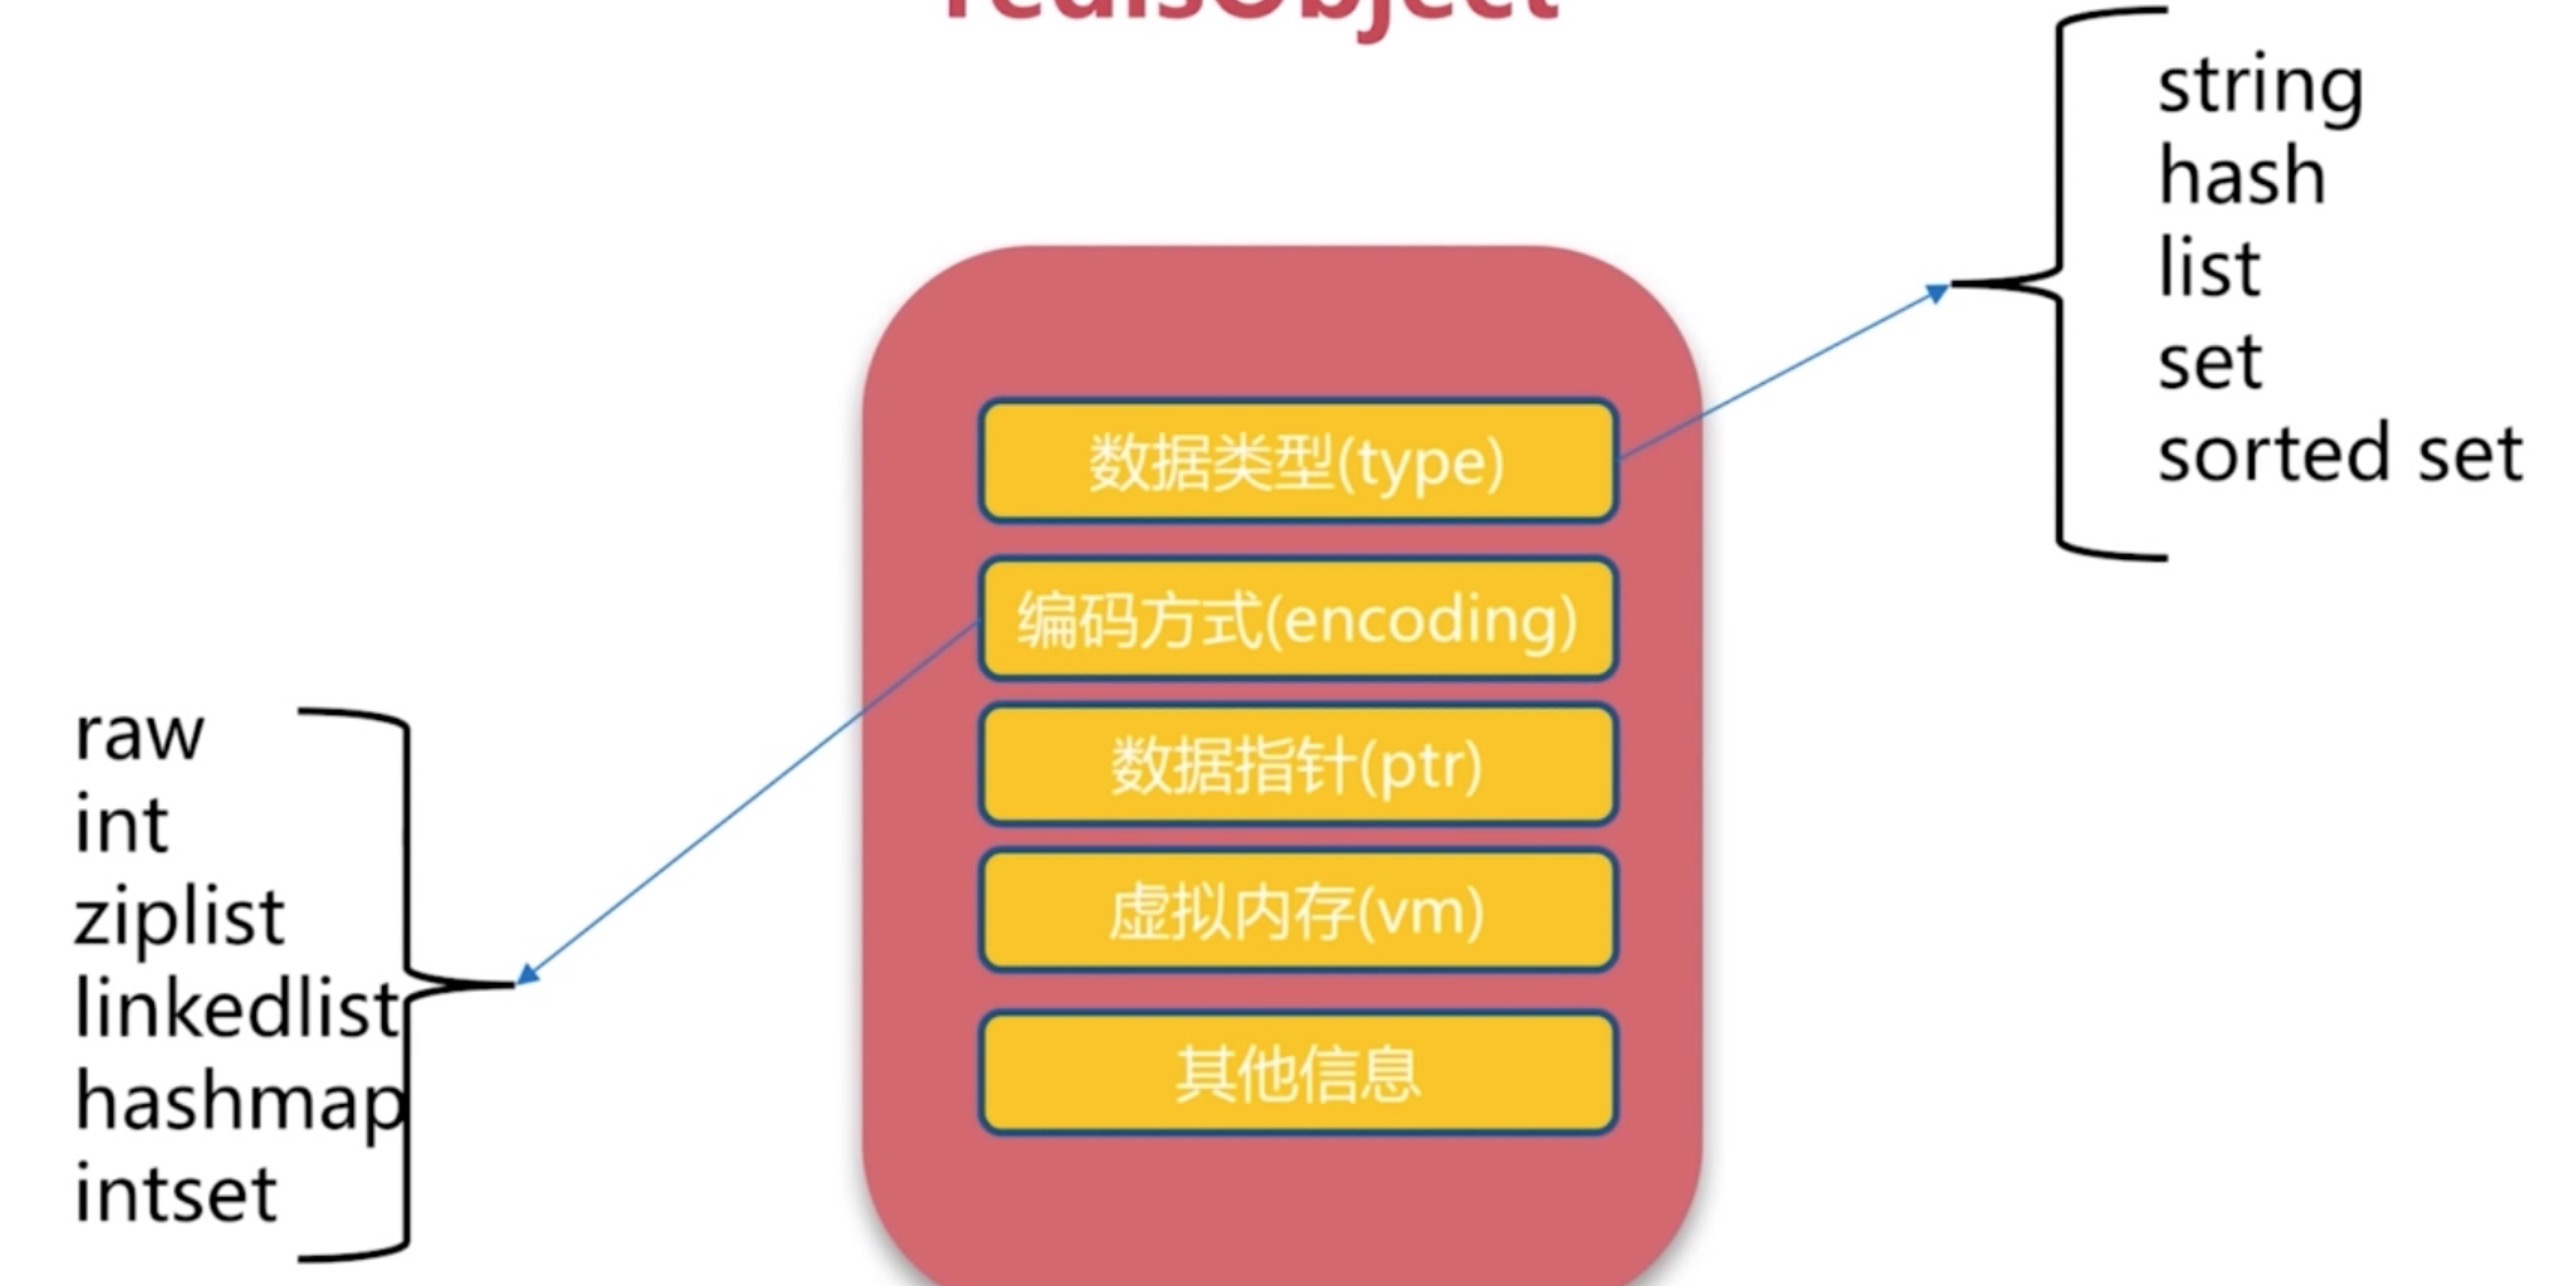 redisObject
string
hash
list
set
sorted set
数据类型(type)
编码方式(encoding)
数据指针(ptr)
虚拟内存(vm)
其他信息
raw
int
ziplist
linkedlist
hashmap
intset